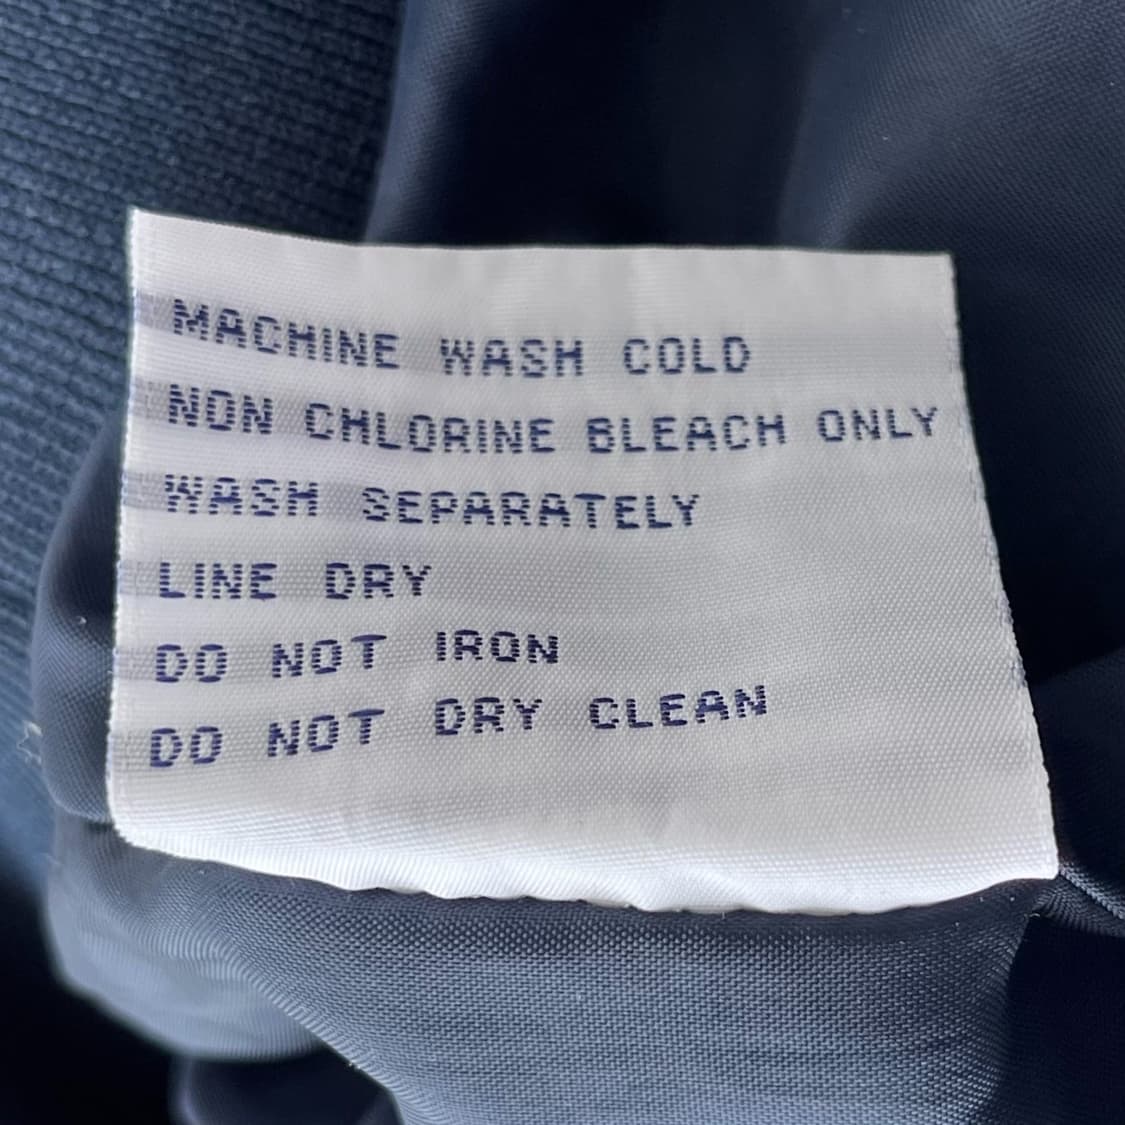 MACHINE WASH COLD
NON CHLORINE BLEACH ONLY
WASH SEPARATELY
LINE DRY
DO NOT IRON
DO NOT DRY CLEAN